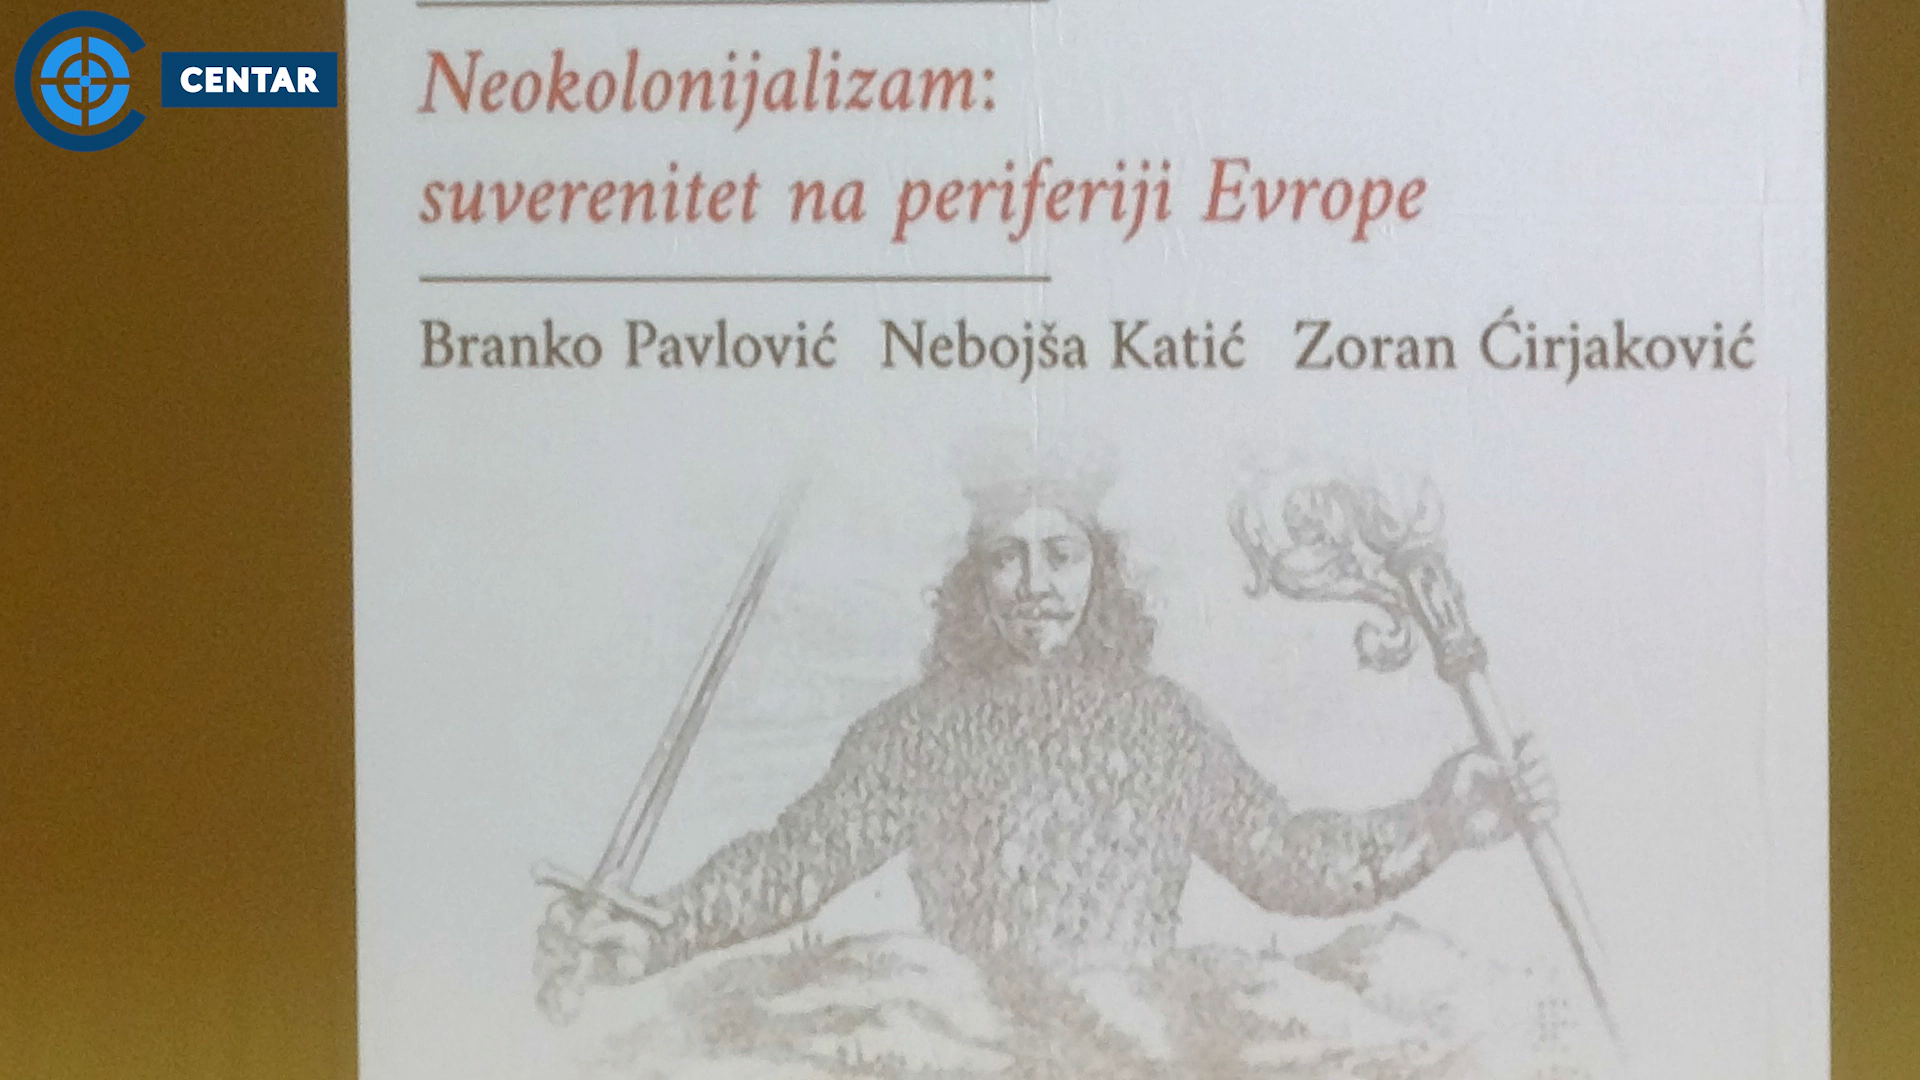 CENTAR
Neokolonijalizam:
suverenitet na periferiji Evrope
Branko Pavlović Nebojša Katić Zoran Ćirjaković